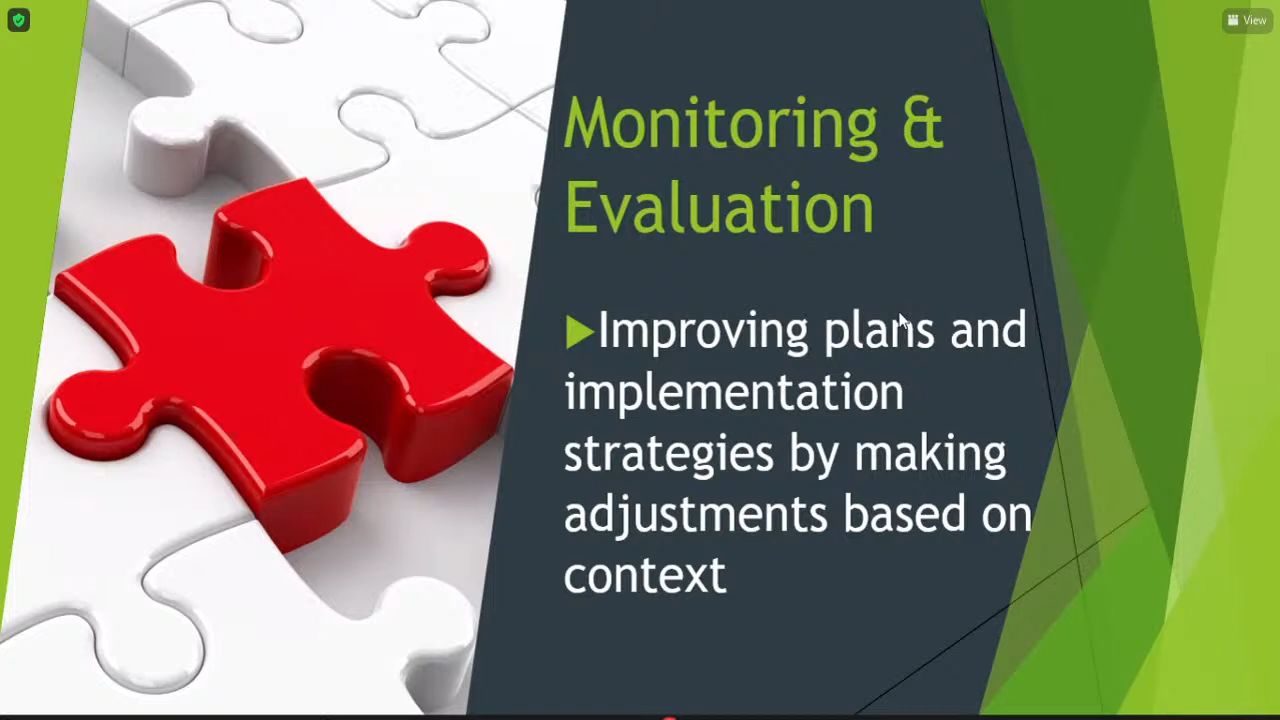 View
Monitoring &
Evaluation
Improving plans and
implementation
strategies by making
adjustments based on
context